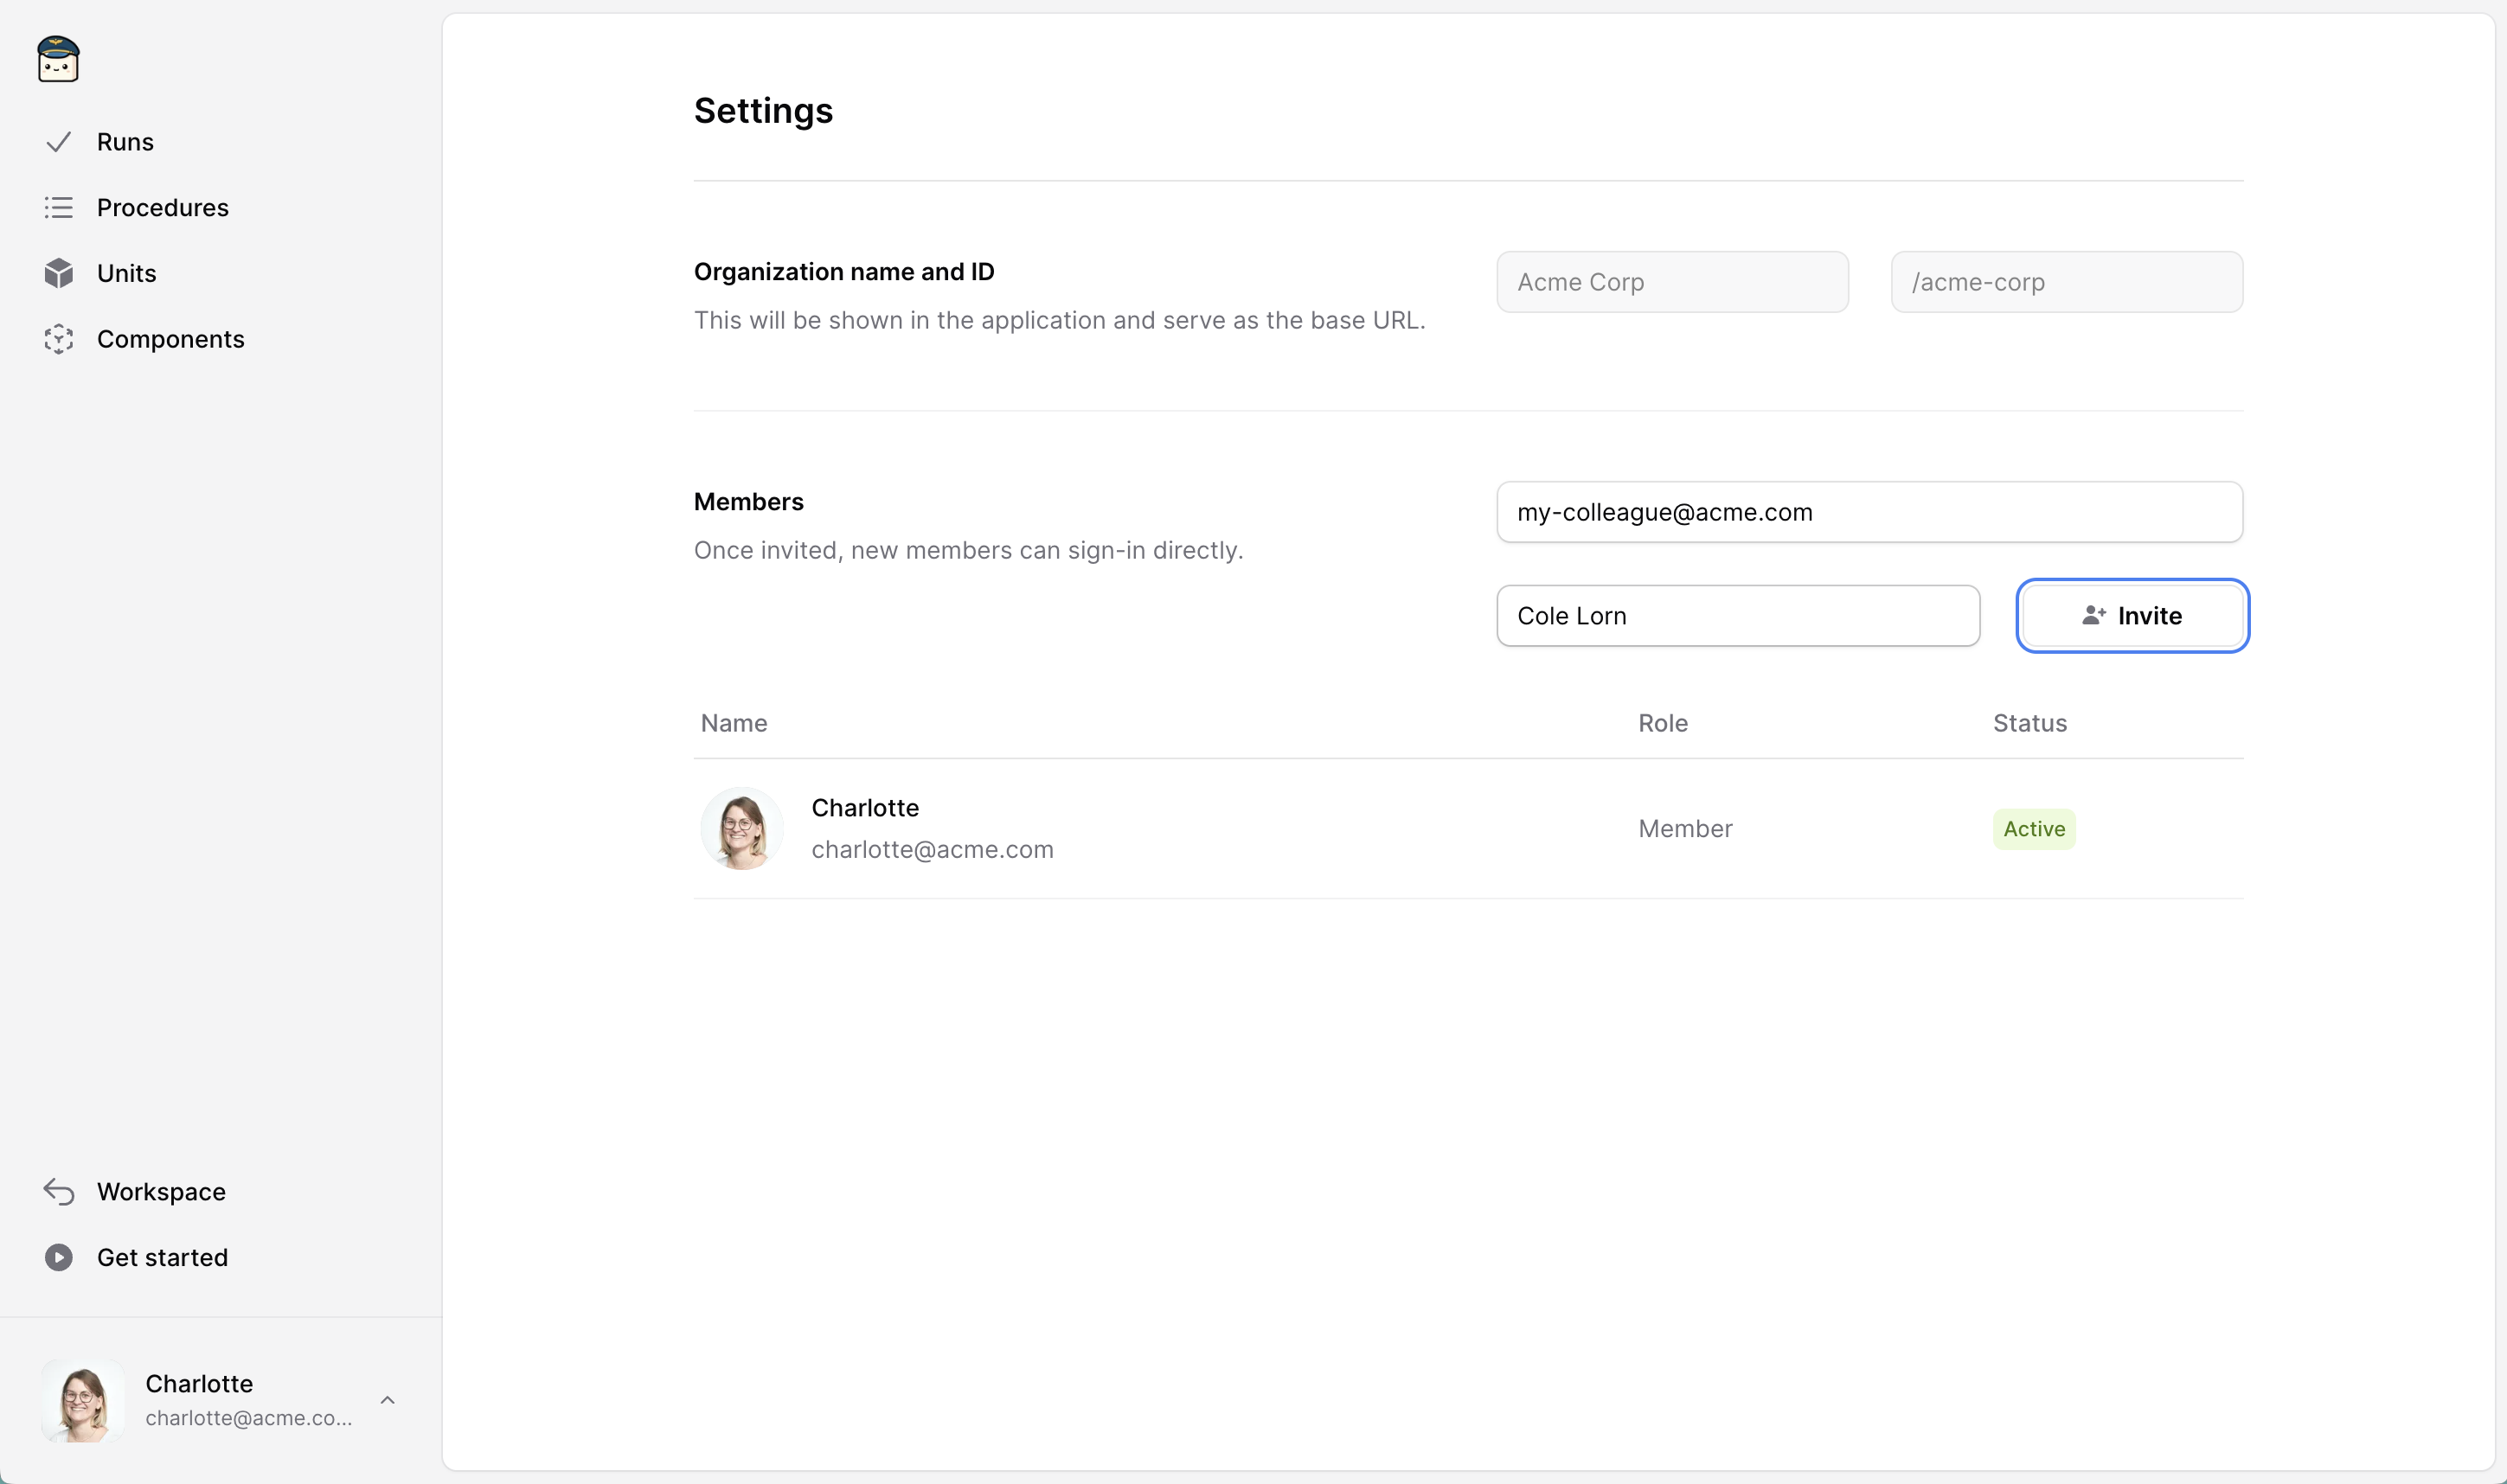 Runs
Procedures
Units
Components
Workspace
Get started
Charlotte
charlotte@acme.co...
Settings
Organization name and ID
This will be shown in the application and serve as the base URL.
Acme Corp
/acme-corp
Members
Once invited, new members can sign-in directly.
my-colleague@acme.com
Cole Lorn
Invite
Name Role Status
Charlotte
charlotte@acme.com
Member
Active